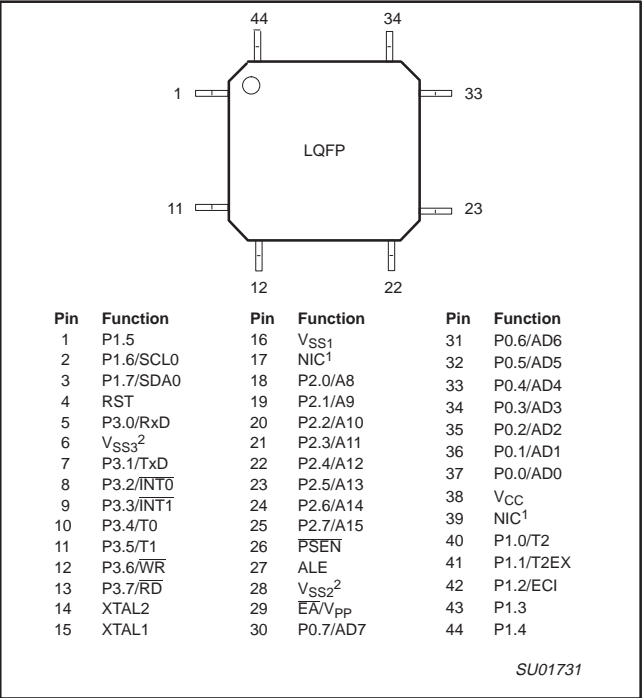 44 34
1 33
LQFP
11 23
12 22
Pin Function Pin Function Pin Function
1 P1.5 16 VSS1 31 P0.6/AD6
2 P1.6/SCL0 17 NIC1 32 P0.5/AD5
3 P1.7/SDA0 18 P2.0/A8 33 P0.4/AD4
4 RST 19 P2.1/A9 34 P0.3/AD3
5 P3.0/RxD 20 P2.2/A10 35 P0.2/AD2
6 VSS32 21 P2.3/A11 36 P0.1/AD1
7 P3.1/TxD 22 P2.4/A12 37 P0.0/AD0
8 P3.2/INT0 23 P2.5/A13 38 VCC
9 P3.3/INT1 24 P2.6/A14 39 NIC1
10 P3.4/T0 25 P2.7/A15 40 P1.0/T2
11 P3.5/T1 26 PSEN 41 P1.1/T2EX
12 P3.6/WR 27 ALE 42 P1.2/ECI
13 P3.7/RD 28 VSS22 43 P1.3
14 XTAL2 29 EA/VPP 44 P1.4
15 XTAL1 30 P0.7/AD7
SU01731